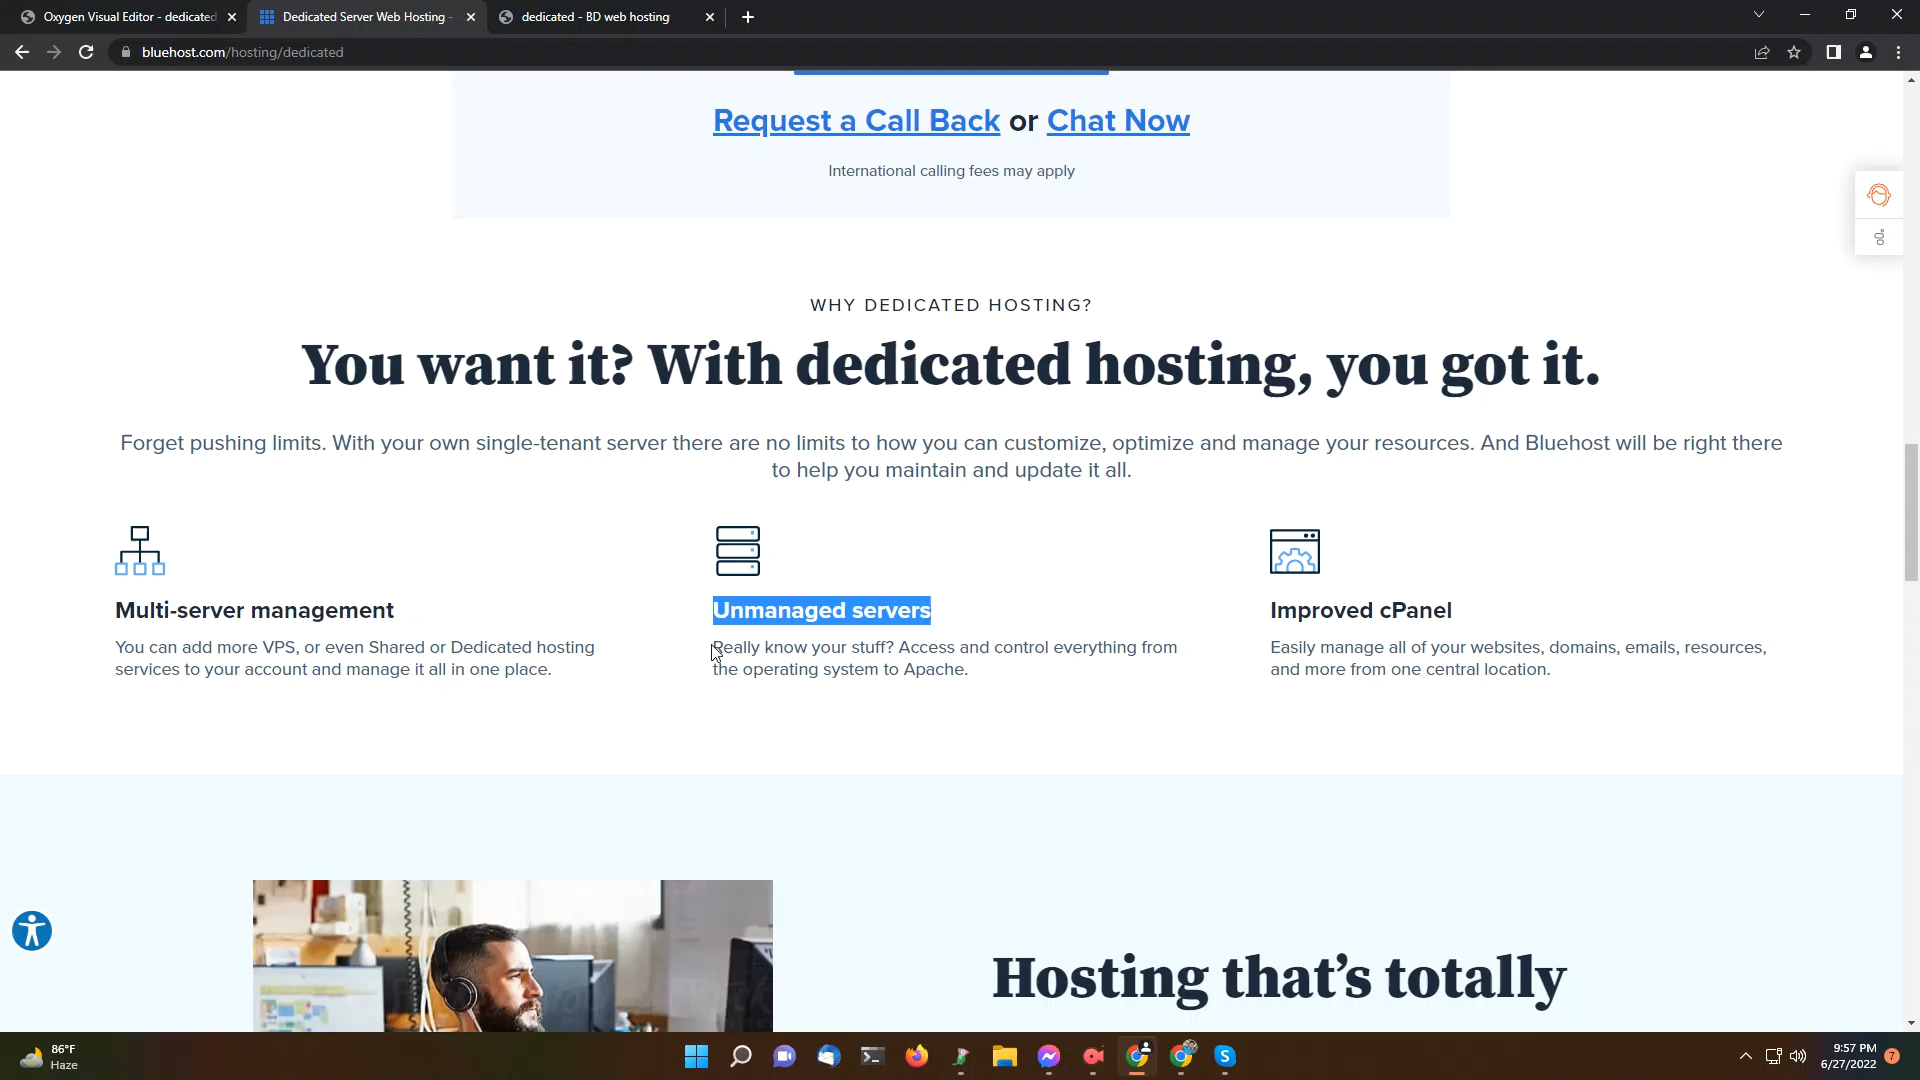 Oxygen Visual Editor - dedicated
Dedicated Server Web Hosting -
dedicated - BD web hosting
bluehost.com/hosting/dedicated
Request a Call Back or Chat Now
International calling fees may apply
WHY DEDICATED HOSTING?
You want it? With dedicated hosting, you got it.
Forget pushing limits. With your own single-tenant server there are no limits to how you can customize, optimize and manage your resources. And Bluehost will be right there
to help you maintain and update it all.
Multi-server management
You can add more VPS, or even Shared or Dedicated hosting
services to your account and manage it all in one place.
Unmanaged servers
Really know your stuff? Access and control everything from
the operating system to Apache.
Improved cPanel
Easily manage all of your websites, domains, emails, resources,
and more from one central location.
Hosting that's totally
86°F
Haze
9:57 PM
6/27/2022
7